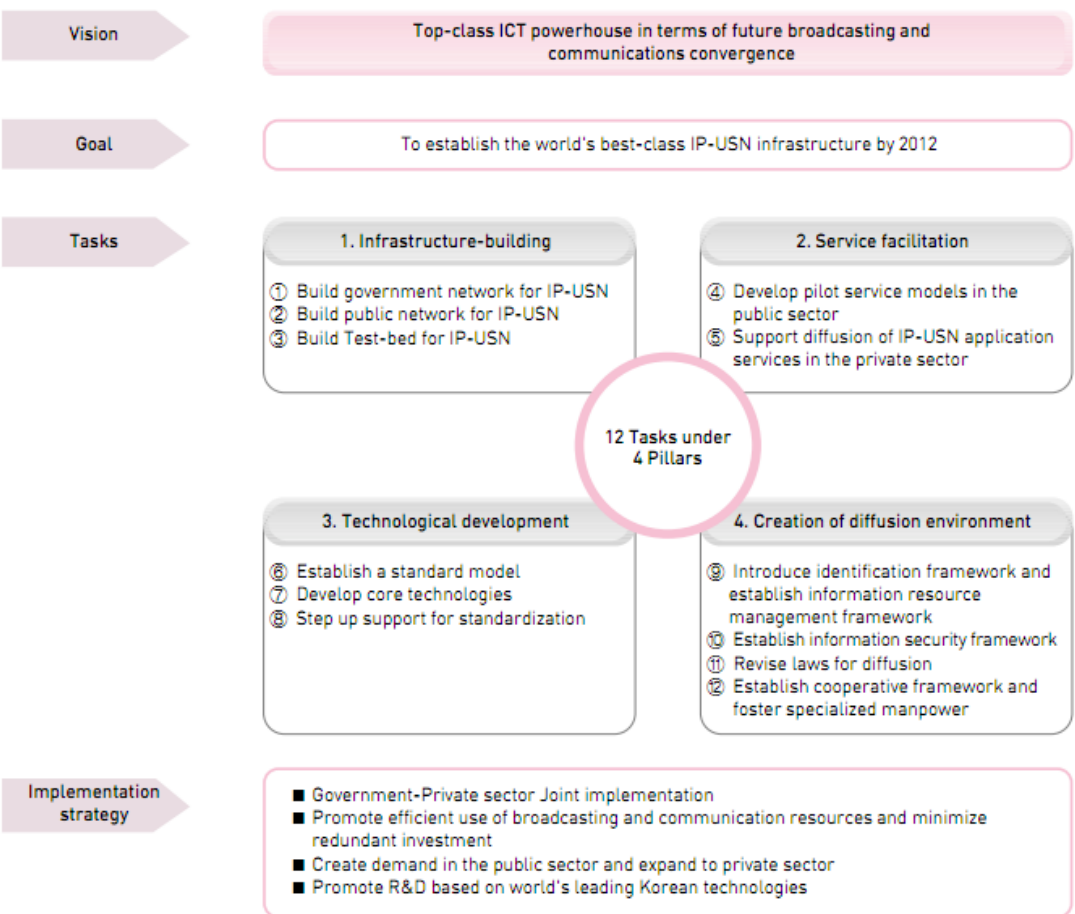 Vision
Top-class ICT powerhouse in terms of future broadcasting and
communications convergence
Goal
To establish the world's best-class IP-USN infrastructure by 2012
Tasks
1. Infrastructure-building
① Build government network for IP-USN
② Build public network for IP-USN
③ Build Test-bed for IP-USN
2. Service facilitation
④ Develop pilot service models in the
public sector
⑤ Support diffusion of IP-USN application
services in the private sector
12 Tasks under
4 Pillars
3. Technological development
⑥ Establish a standard model
⑦ Develop core technologies
⑧ Step up support for standardization
4. Creation of diffusion environment
⑨ Introduce identification framework and
establish information resource
management framework
⑩ Establish information security framework
⑪ Revise laws for diffusion
⑫ Establish cooperative framework and
foster specialized manpower
Implementation
strategy
■ Government-Private sector Joint implementation
■ Promote efficient use of broadcasting and communication resources and minimize
redundant investment
■ Create demand in the public sector and expand to private sector
■ Promote R&D based on world's leading Korean technologies